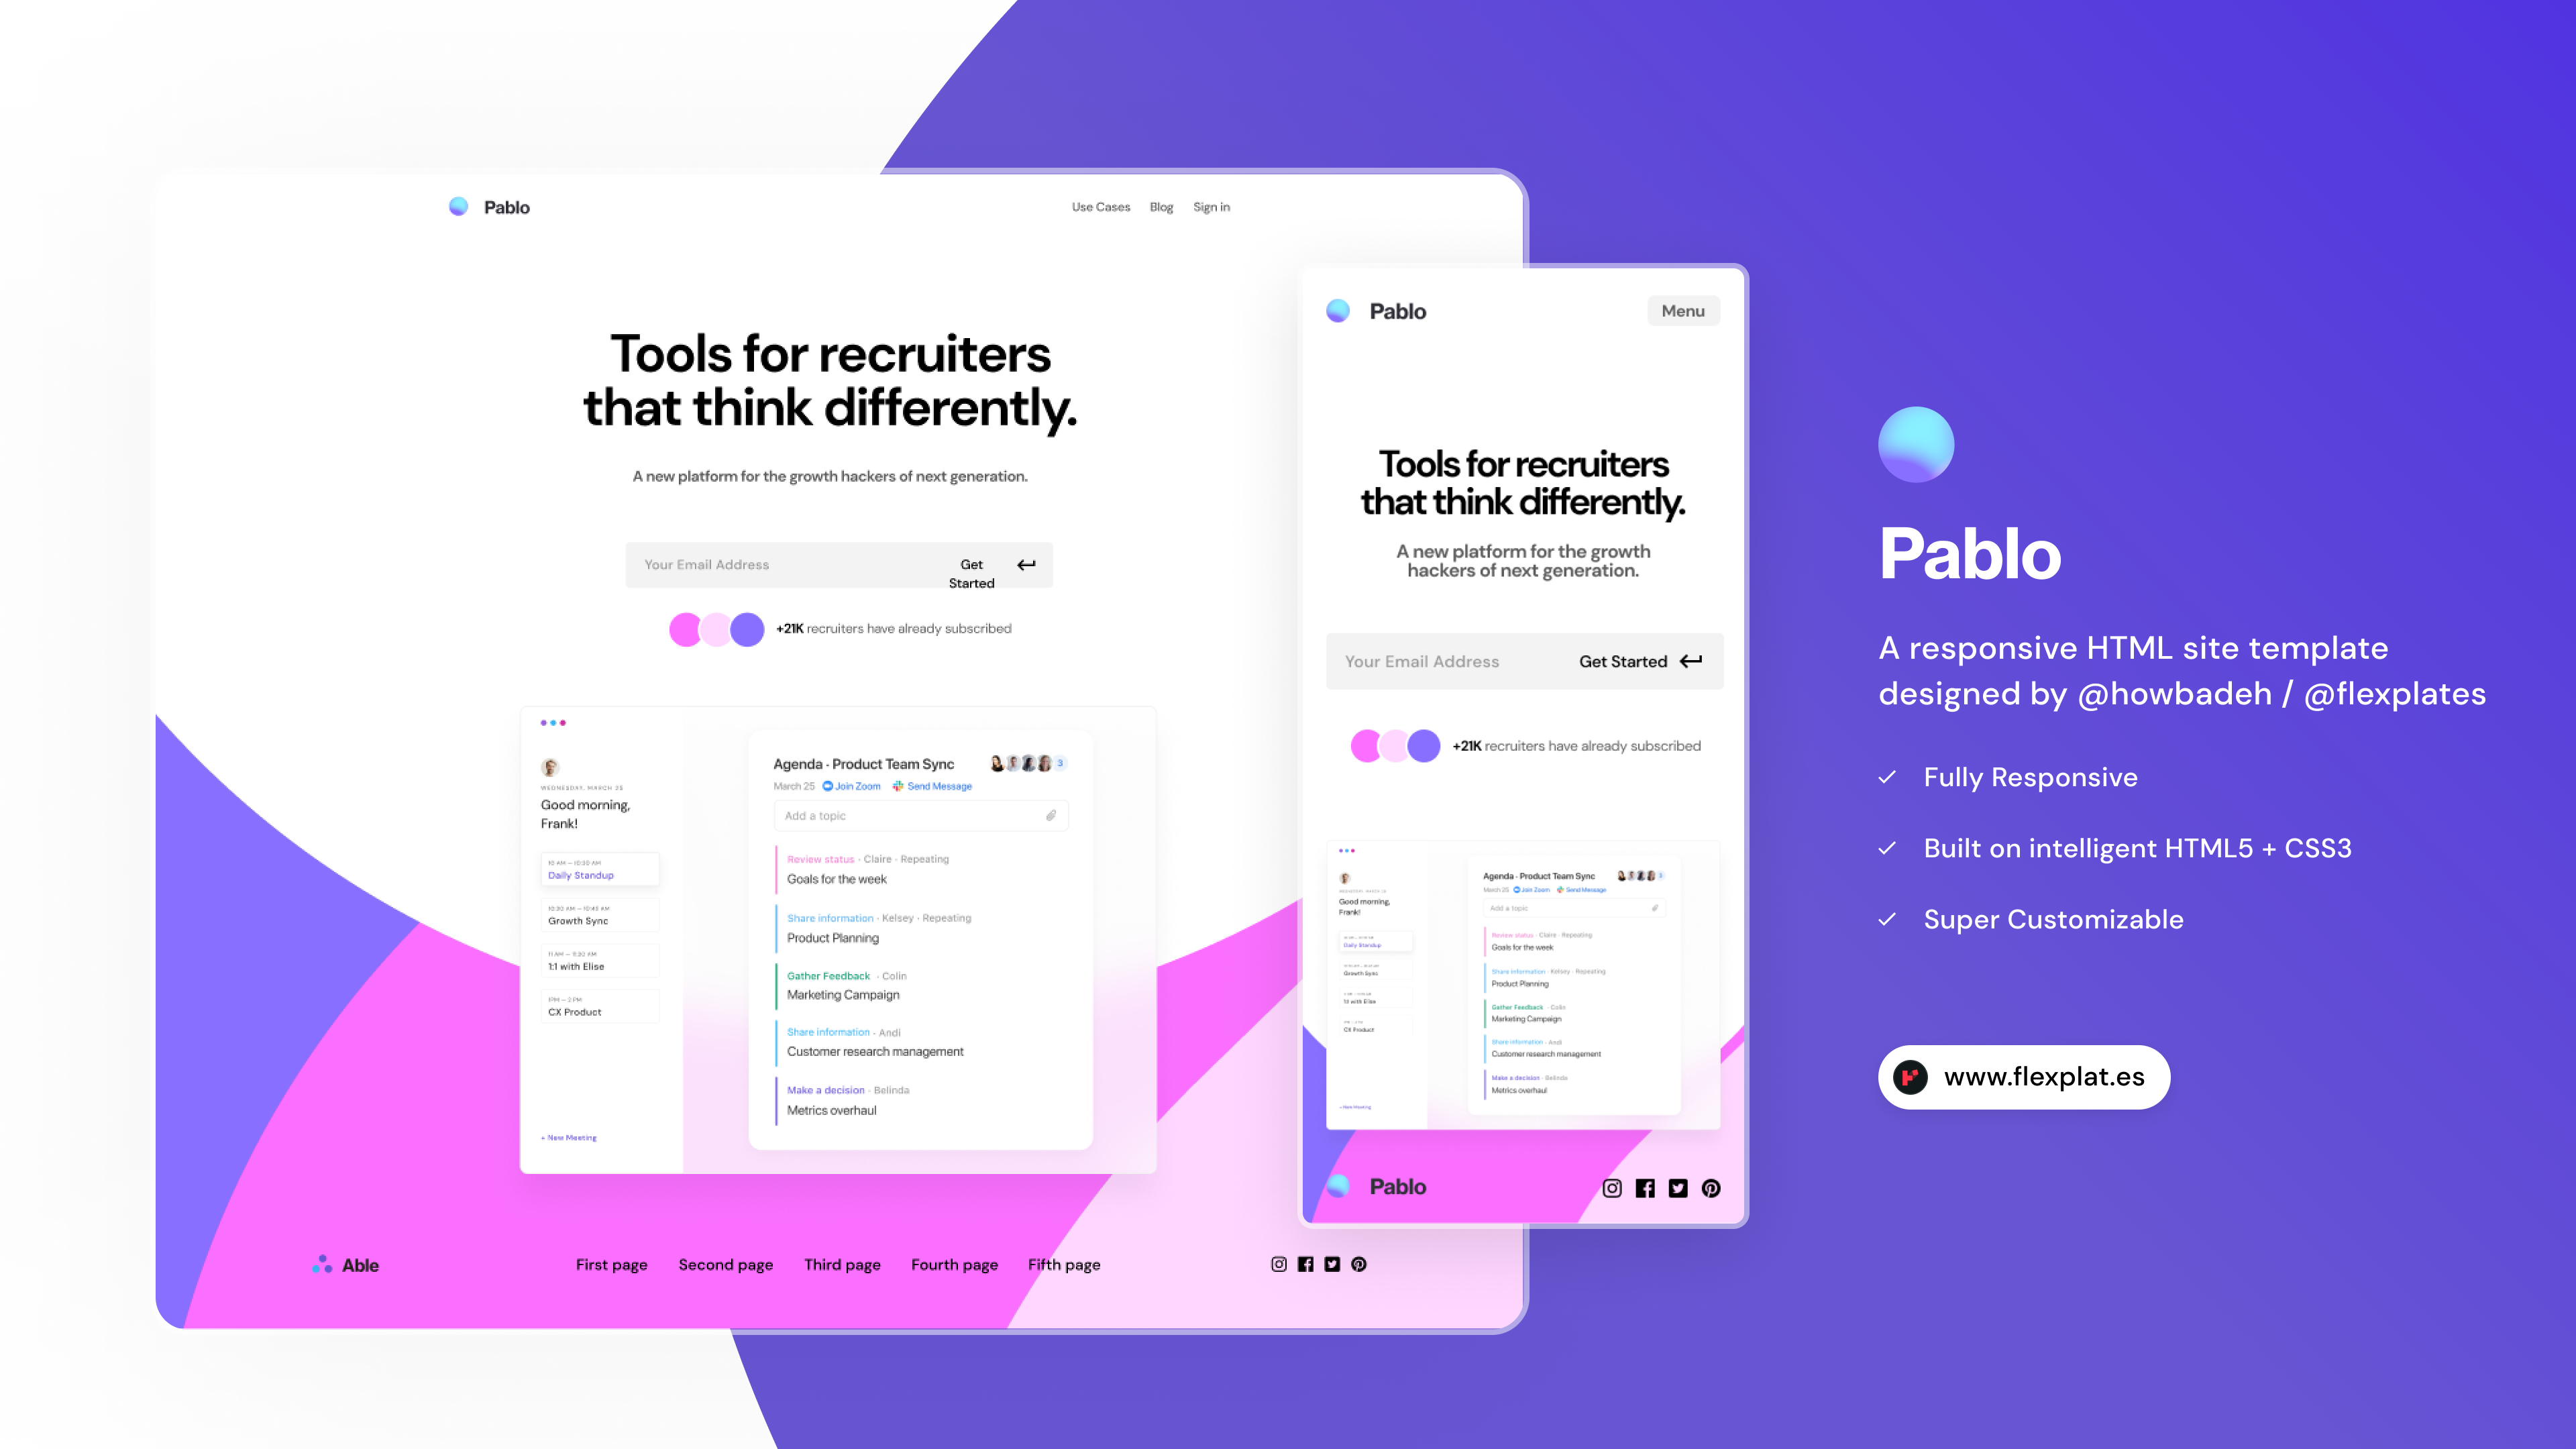 Pablo
Use Cases Blog Sign in
Tools for recruiters
that think differently.
A new platform for the growth hackers of next generation.
Your Email Address
Get
Started
+21K recruiters have already subscribed
WEDNESDAY, MARCH 25
Good morning,
Frank!
10 AM – 10:30 AM
Daily Standup
10:30 AM – 10:45 AM
Growth Sync
11 AM – 11:30 AM
1:1 with Elise
1PM – 2 PM
CX Product
+ New Meeting
Agenda · Product Team Sync
3
March 25 Join Zoom Send Message
Add a topic
Review status · Claire · Repeating
Goals for the week
Share information · Kelsey · Repeating
Product Planning
Gather Feedback · Colin
Marketing Campaign
Share information · Andi
Customer research management
Make a decision · Belinda
Metrics overhaul
Able
First page Second page Third page Fourth page Fifth page
Pablo
Menu
Tools for recruiters
that think differently.
A new platform for the growth
hackers of next generation.
Your Email Address Get Started
+21K recruiters have already subscribed
Good morning,
Frank!
Daily Standup
Growth Sync
1:1 with Elise
CX Product
+ New Meeting
Agenda · Product Team Sync
3
March 25 Join Zoom Send Message
Add a topic
Review status · Claire · Repeating
Goals for the week
Share information · Kelsey · Repeating
Product Planning
Gather Feedback · Colin
Marketing Campaign
Share information · Andi
Customer research management
Make a decision · Belinda
Metrics overhaul
Pablo
Pablo
A responsive HTML site template
designed by @howbadeh / @flexplates
Fully Responsive
Built on intelligent HTML5 + CSS3
Super Customizable
www.flexplat.es